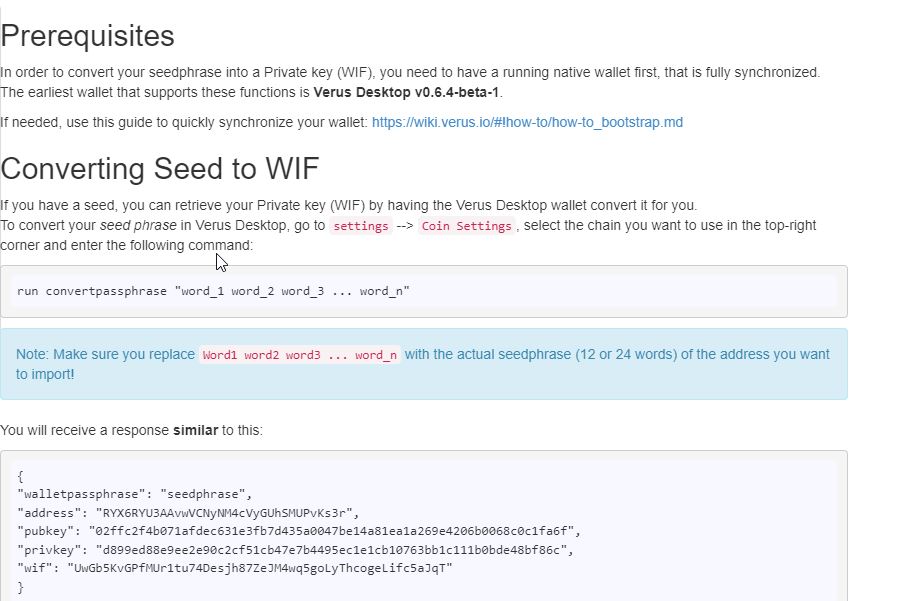 Prerequisites
In order to convert your seedphrase into a Private key (WIF), you need to have a running native wallet first, that is fully synchronized.
The earliest wallet that supports these functions is Verus Desktop v0.6.4-beta-1.
If needed, use this guide to quickly synchronize your wallet: https://wiki.verus.io/#!how-to/how-to_bootstrap.md
Converting Seed to WIF
If you have a seed, you can retrieve your Private key (WIF) by having the Verus Desktop wallet convert it for you.
To convert your seed phrase in Verus Desktop, go to settings --> Coin Settings, select the chain you want to use in the top-right
corner and enter the following command:
run convertpassphrase "word_1 word_2 word_3 ... word_n"
Note: Make sure you replace Word1 word2 word3 ... word_n with the actual seedphrase (12 or 24 words) of the address you want
to import!
You will receive a response similar to this:
{
"walletpassphrase": "seedphrase",
"address": "RYX6RYU3AAvwVCNyNM4cVyGUhSMUPvKs3r",
"pubkey": "02ffc2f4b071afdec631e3fb7d435a0047be14a81ea1a269e4206b0068c0c1fa6f",
"privkey": "d899ed88e9ee2e90c2cf51cb47e7b4495ec1e1cb10763bb1c111b0bde48bf86c",
"wif": "UwGb5KvGPfMUr1tu74Desjh87ZeJM4wq5goLyThcogeLifc5aJqT"
}